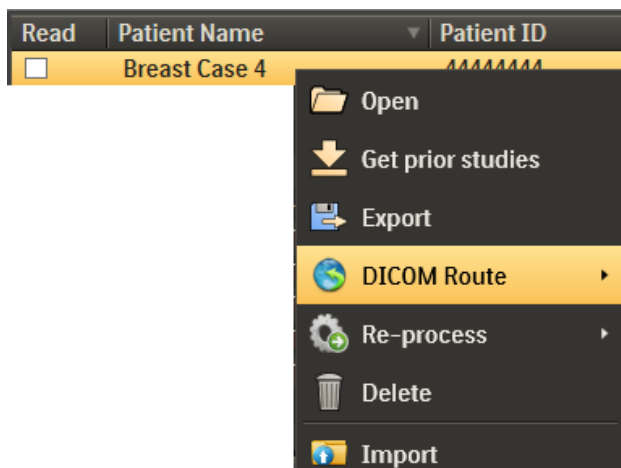 Read Patient Name Patient ID
Breast Case 4 44444444
Open
Get prior studies
Export
DICOM Route
Re-process
Delete
Import